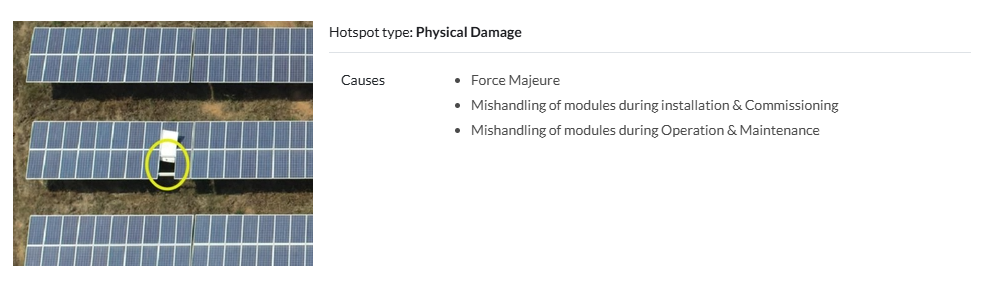 Hotspot type: Physical Damage
Causes
Force Majeure
Mishandling of modules during installation & Commissioning
Mishandling of modules during Operation & Maintenance